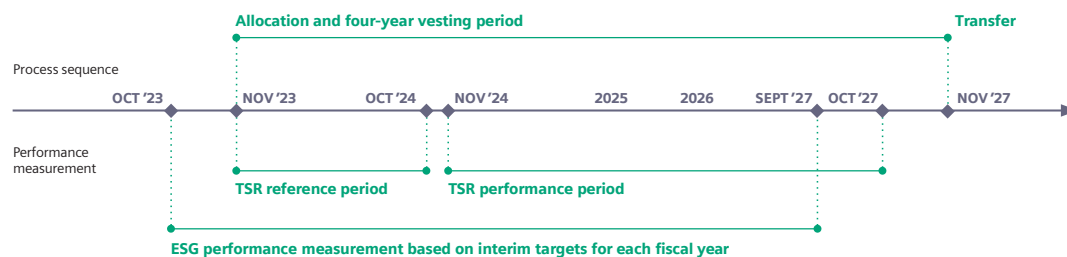 Allocation and four-year vesting period Transfer
Process sequence
OCT ’23 NOV ’23 OCT ’24 NOV ’24 2025 2026 SEPT ’27 OCT ’27 NOV ’27
Performance
measurement
TSR reference period TSR performance period
ESG performance measurement based on interim targets for each fiscal year